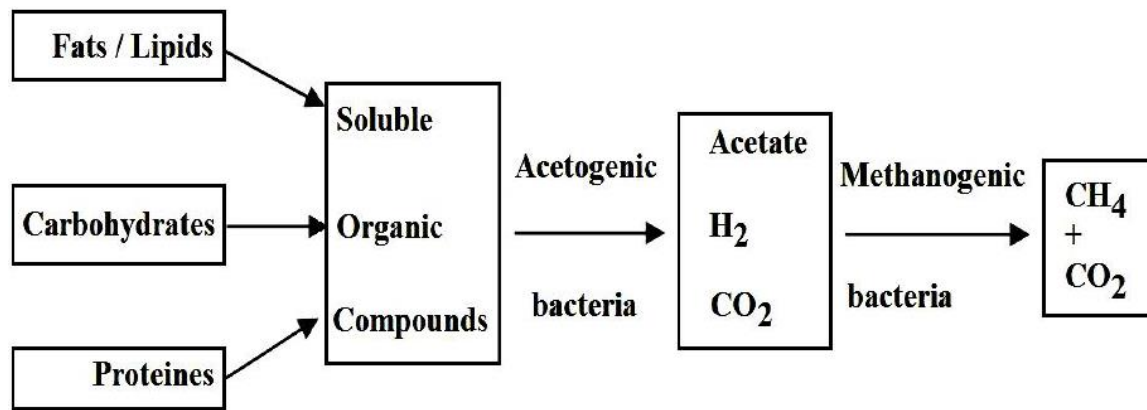 Fats / Lipids
Carbohydrates
Proteines
Soluble
Organic
Compounds
Acetogenic
bacteria
Acetate
H₂
CO₂
Methanogenic
bacteria
CH₄
+
CO₂